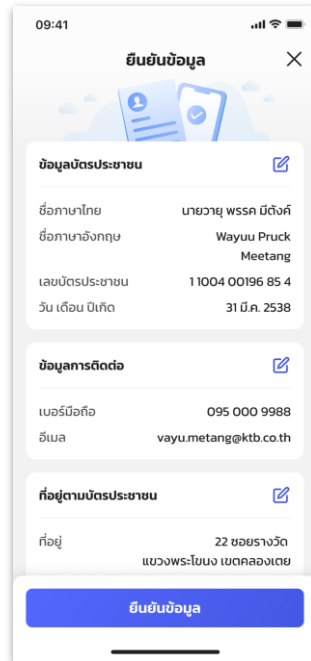 09:41
ยืนยันข้อมูล
ข้อมูลบัตรประชาชน
ชื่อภาษาไทย นายวายุ พรรค มีตังค์
ชื่อภาษาอังกฤษ Wayuu Pruck
Meetang
เลขบัตรประชาชน 1 1004 00196 85 4
วัน เดือน ปีเกิด 31 มี.ค. 2538
ข้อมูลการติดต่อ
เบอร์มือถือ 095 000 9988
อีเมล vayu.metang@ktb.co.th
ที่อยู่ตามบัตรประชาชน
ที่อยู่ 22 ซอยรางวัด
แขวงพระโขนง เขตคลองเตย
ยืนยันข้อมูล